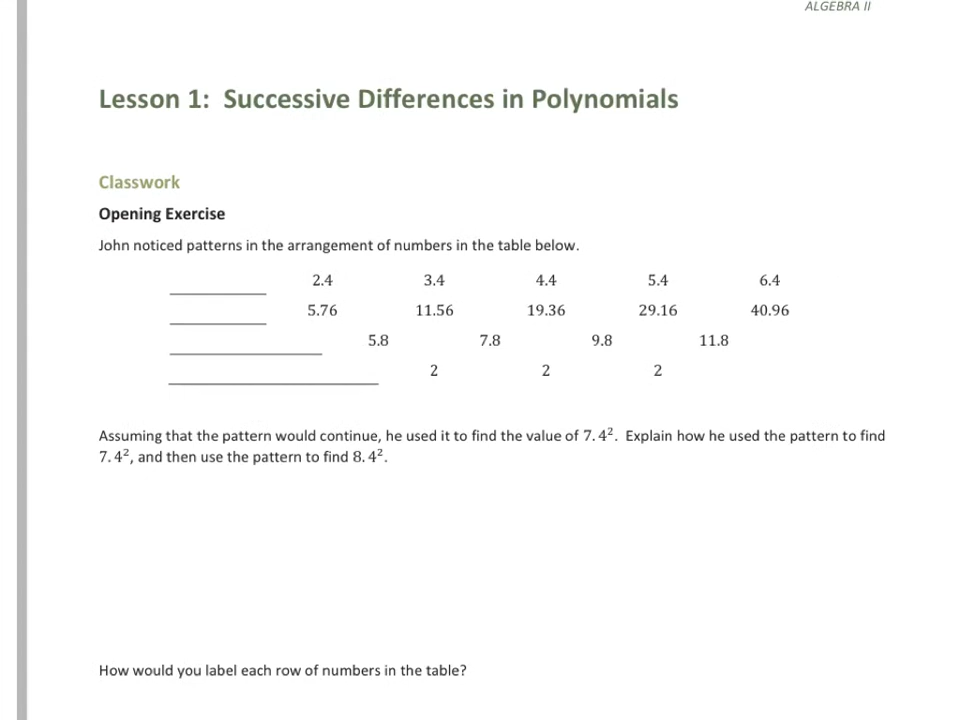 ALGEBRA II
Lesson 1: Successive Differences in Polynomials
Classwork
Opening Exercise
John noticed patterns in the arrangement of numbers in the table below.
2.4 3.4 4.4 5.4 6.4
5.76 11.56 19.36 29.16 40.96
5.8 7.8 9.8 11.8
2 2 2
Assuming that the pattern would continue, he used it to find the value of 7.4². Explain how he used the pattern to find
7.4², and then use the pattern to find 8.4².
How would you label each row of numbers in the table?